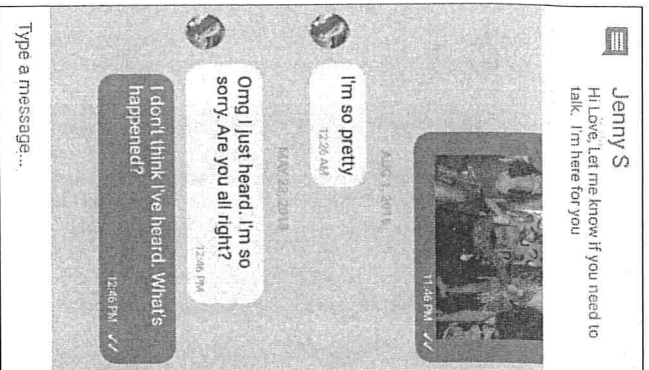 Jenny S
Hi Love, Let me know if you need to
talk. I'm here for you
11:46 PM
AUG 1, 2015
I'm so pretty
12:26 AM
MAY 22, 2018
Omg I just heard. I'm so
sorry. Are you all right?
12:46 PM
I don't think I've heard. What's
happened?
12:46 PM
Type a message...